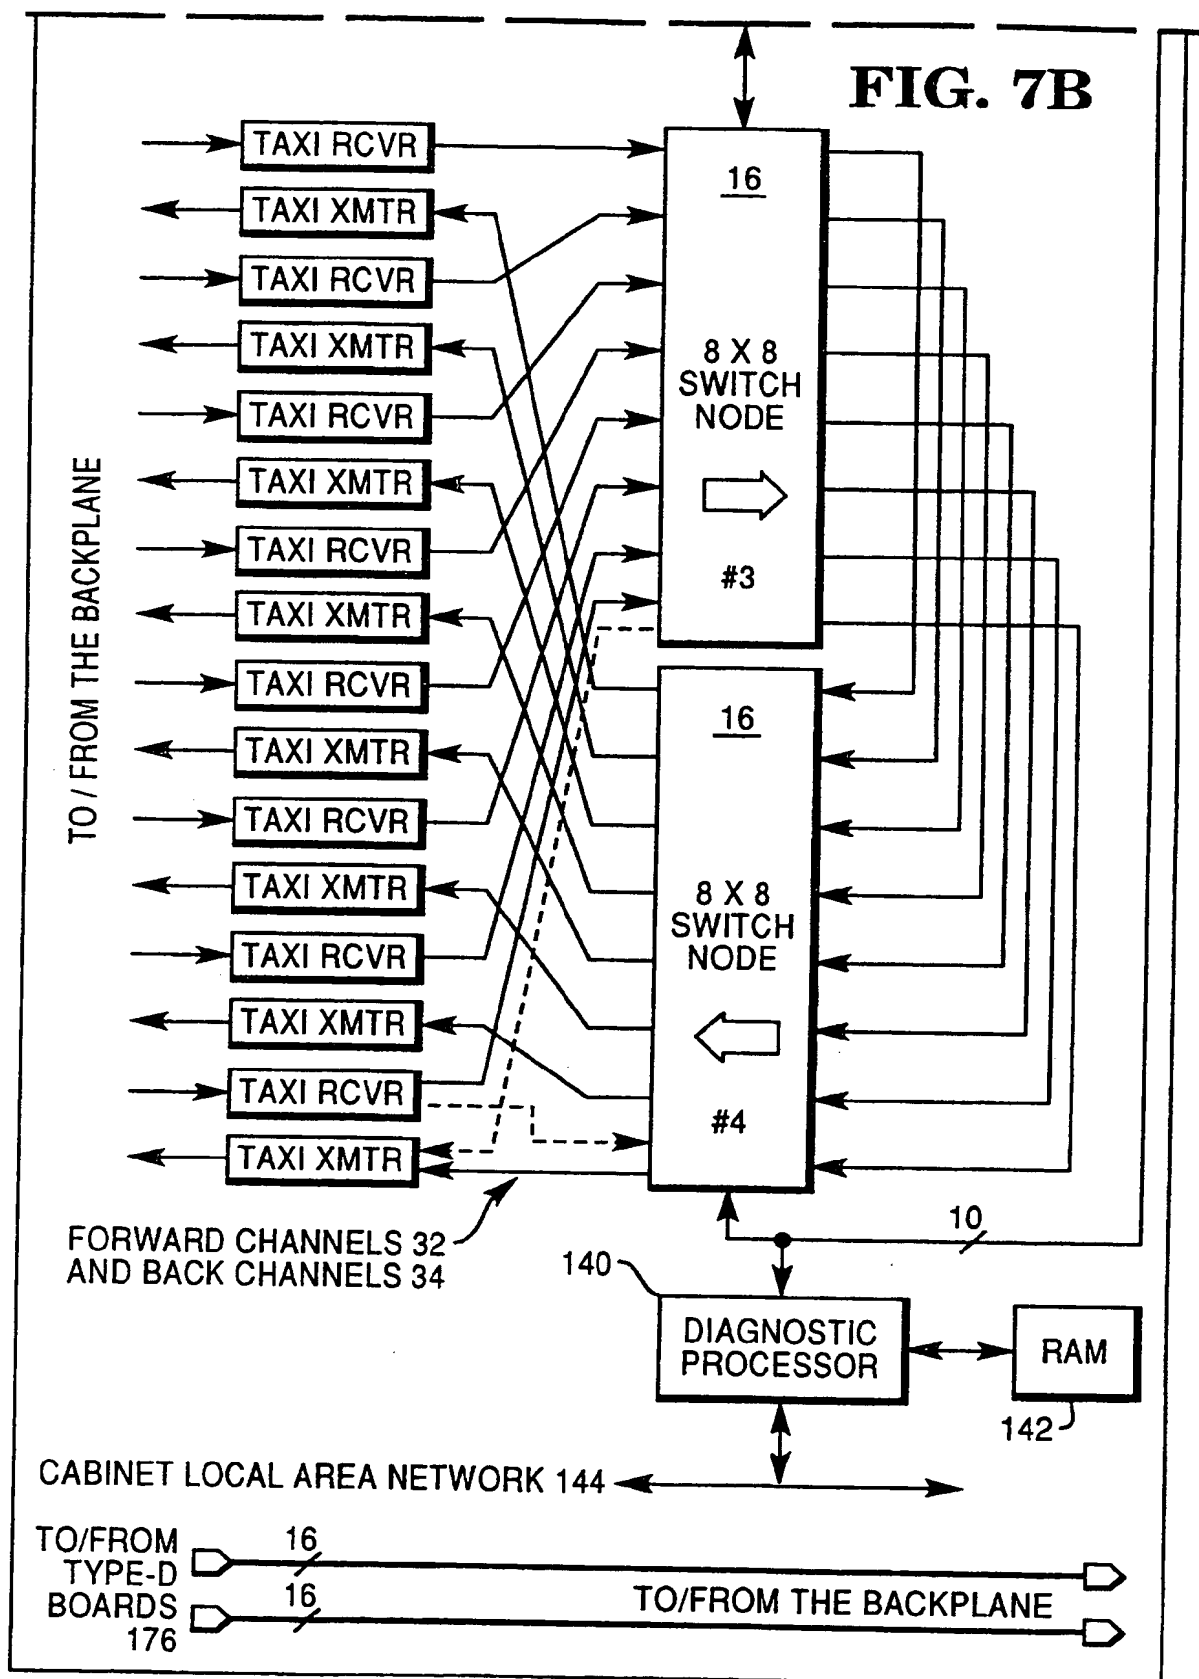 FIG. 7B
TAXI RCVR
TAXI XMTR
TAXI RCVR
TAXI XMTR
TAXI RCVR
TAXI XMTR
TAXI RCVR
TAXI XMTR
TAXI RCVR
TAXI XMTR
TAXI RCVR
TAXI XMTR
TAXI RCVR
TAXI XMTR
TAXI RCVR
TAXI XMTR
TO / FROM THE BACKPLANE
16
8 X 8
SWITCH
NODE
#3
16
8 X 8
SWITCH
NODE
#4
FORWARD CHANNELS 32
AND BACK CHANNELS 34
10
140
DIAGNOSTIC
PROCESSOR
RAM
142
CABINET LOCAL AREA NETWORK 144
TO/FROM
TYPE-D
BOARDS
176
16
16
TO/FROM THE BACKPLANE